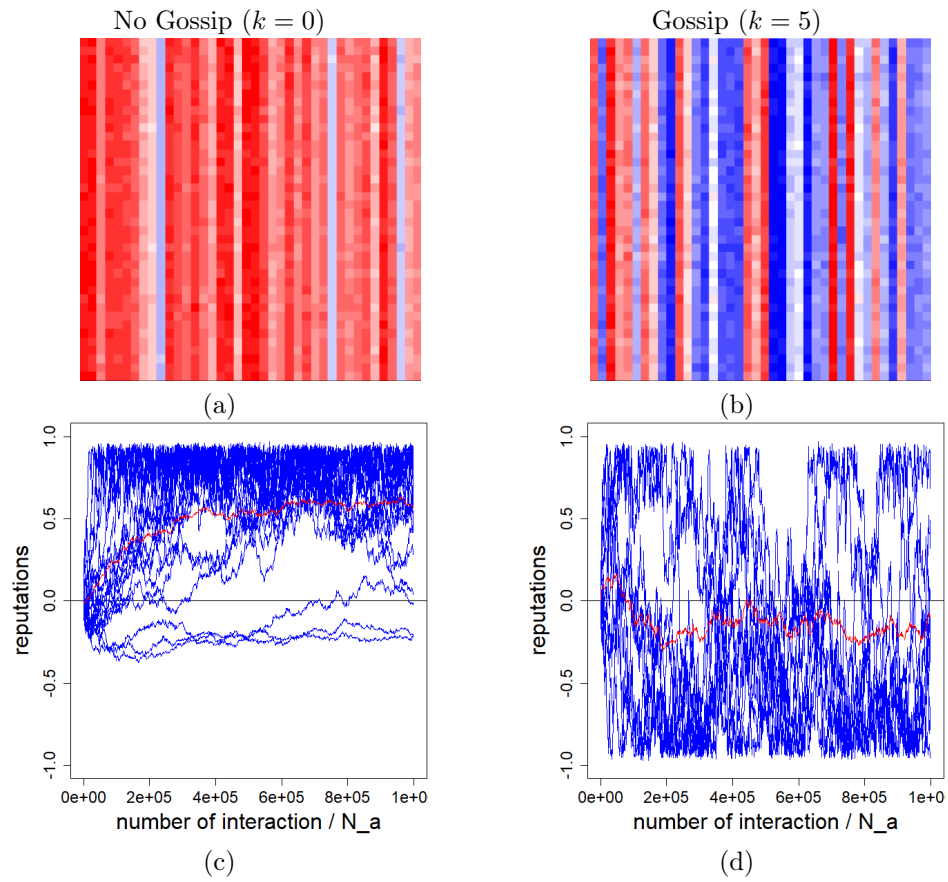 No Gossip (k = 0)
Gossip (k = 5)
(a)
(b)
1.0
0.5
0.0
-0.5
-1.0
reputations
0e+00 2e+05 4e+05 6e+05 8e+05 1e+0
number of interaction / N_a
(c)
1.0
0.5
0.0
-0.5
-1.0
reputations
0e+00 2e+05 4e+05 6e+05 8e+05 1e+0
number of interaction / N_a
(d)